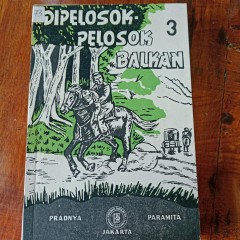 DIPELOSOK-
PELOSOK
BALKAN
3
PRADNYA PARAMITA
JAKARTA